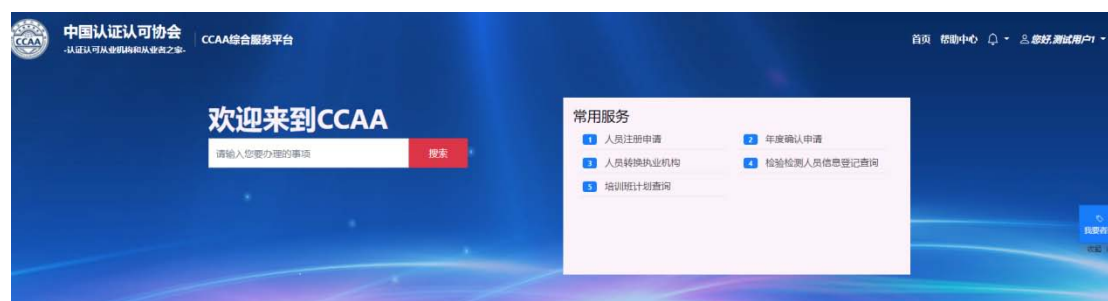 CCAA
中国认证认可协会
-认证认可从业机构和从业者之家-
CCAA综合服务平台
首页 帮助中心 您好,测试用户1
欢迎来到CCAA
请输入您要办理的事项 搜索
常用服务
1 人员注册申请
2 年度确认申请
3 人员转换执业机构
4 检验检测人员信息登记查询
5 培训班计划查询
我要咨